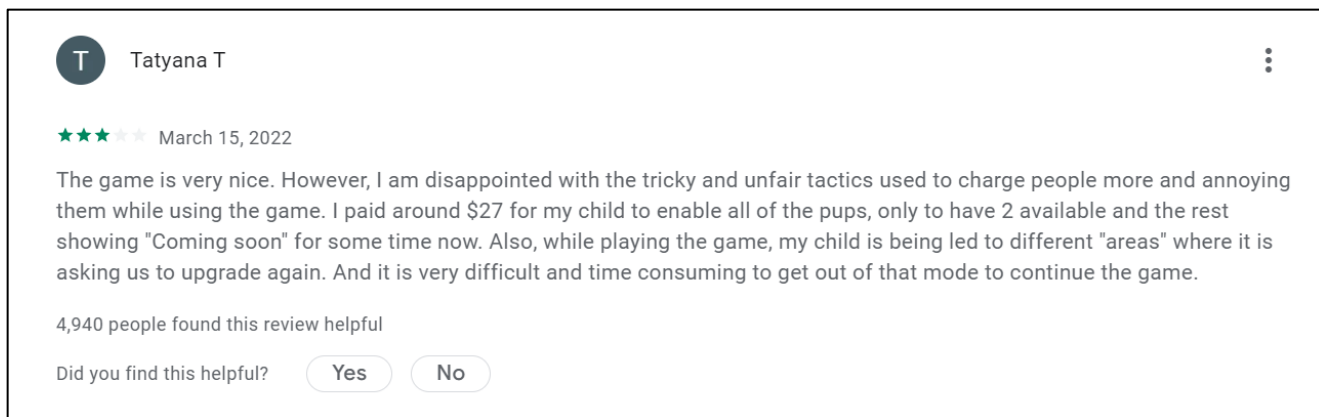 T
Tatyana T
March 15, 2022
The game is very nice. However, I am disappointed with the tricky and unfair tactics used to charge people more and annoying
them while using the game. I paid around $27 for my child to enable all of the pups, only to have 2 available and the rest
showing "Coming soon" for some time now. Also, while playing the game, my child is being led to different "areas" where it is
asking us to upgrade again. And it is very difficult and time consuming to get out of that mode to continue the game.
4,940 people found this review helpful
Did you find this helpful? Yes No